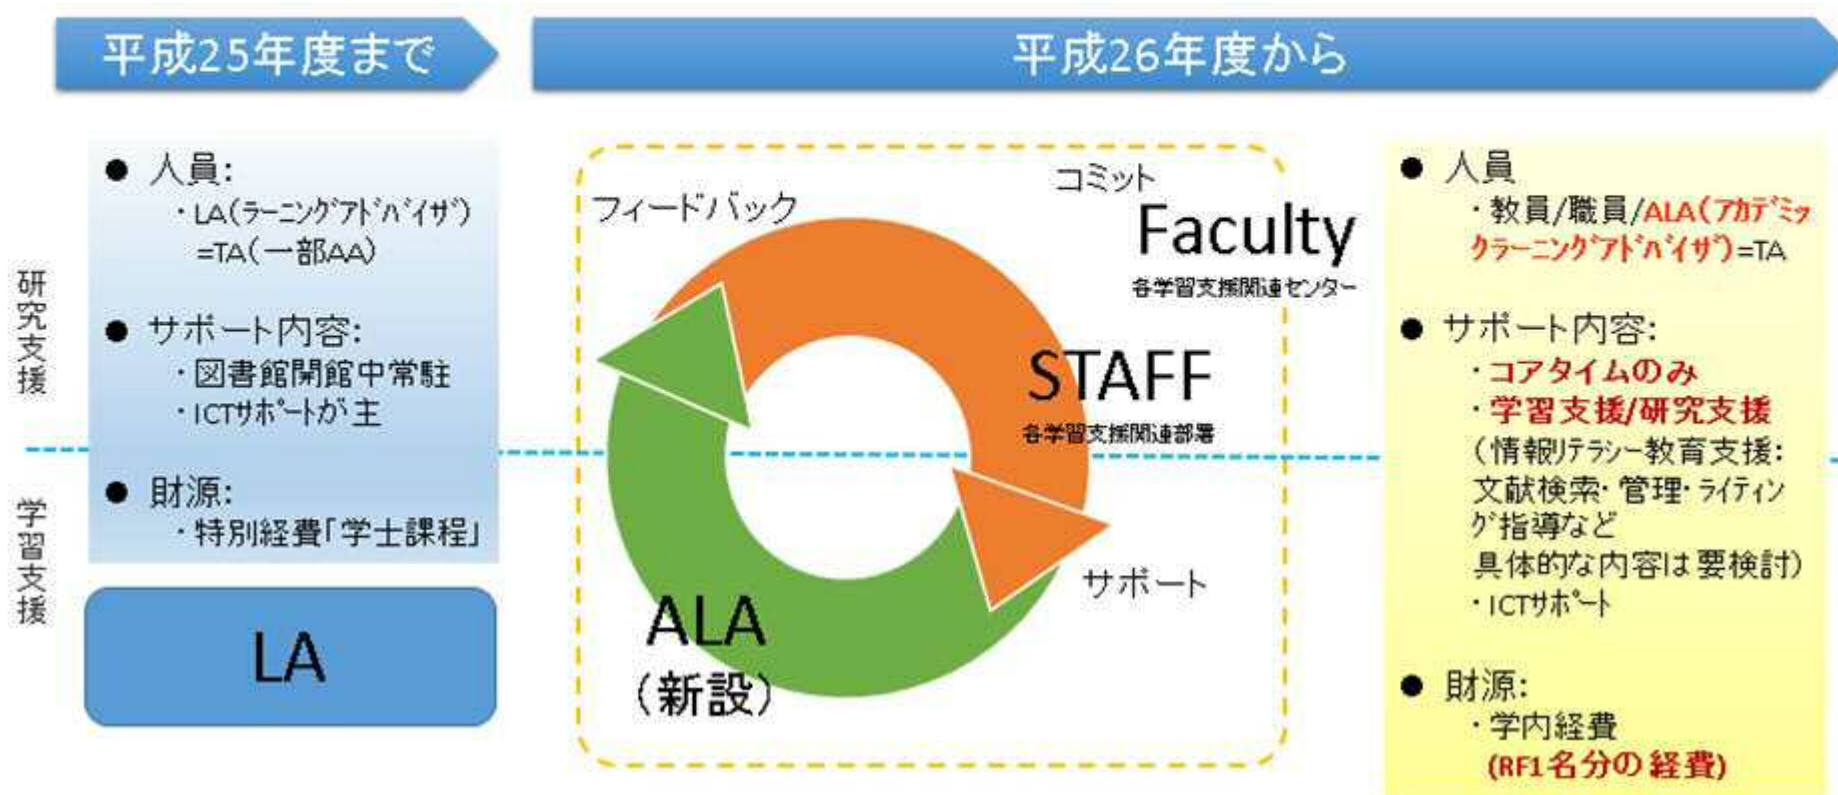 平成25年度まで
平成26年度から
研究支援
学習支援
● 人員:
・LA(ラーニングアドバイザ)
=TA(一部AA)
● サポート内容:
・図書館開館中常駐
・ICTサポートが主
● 財源:
・特別経費「学士課程」
LA
フィードバック
コミット
Faculty
各学習支援関連センター
STAFF
各学習支援関連部署
サポート
ALA
(新設)
● 人員
・教員/職員/ALA(アカデミッ
クラーニングアドバイザ)=TA
● サポート内容:
・コアタイムのみ
・学習支援/研究支援
(情報リテラシー教育支援:
文献検索・管理・ライティン
グ指導など
具体的な内容は要検討)
・ICTサポート
● 財源:
・学内経費
(RF1名分の経費)